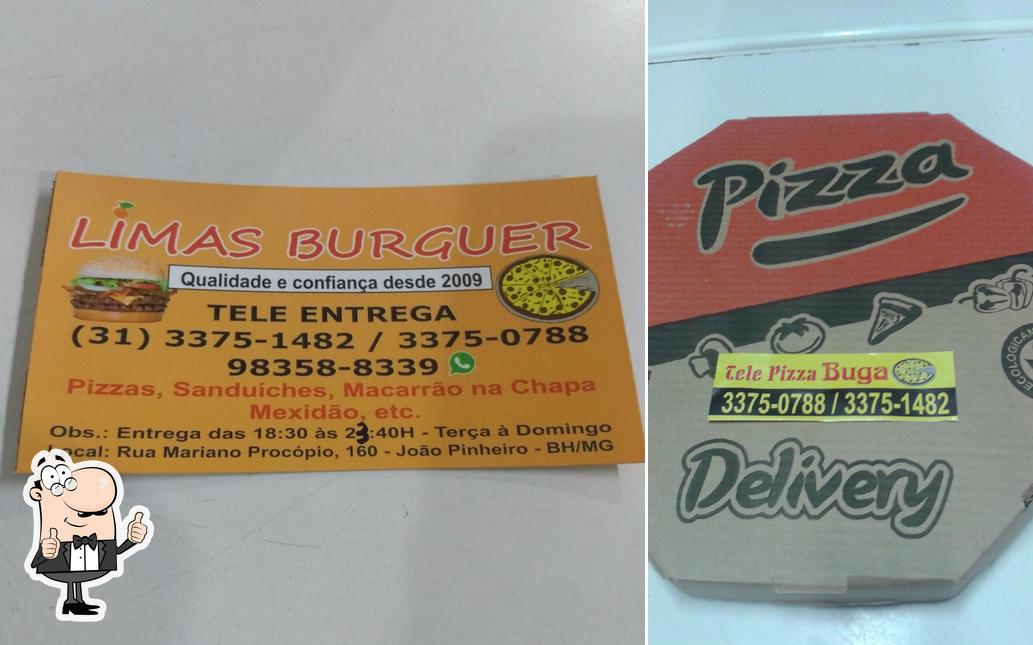 LIMAS BURGUER
Qualidade e confiança desde 2009
TELE ENTREGA
(31) 3375-1482 / 3375-0788
98358-8339
Pizzas, Sanduíches, Macarrão na Chapa
Mexidão, etc.
Obs.: Entrega das 18:30 às 23:40H - Terça à Domingo
Local: Rua Mariano Procópio, 160 - João Pinheiro - BH/MG
Pizza
Tele Pizza Buga
3375-0788 / 3375-1482
Delivery